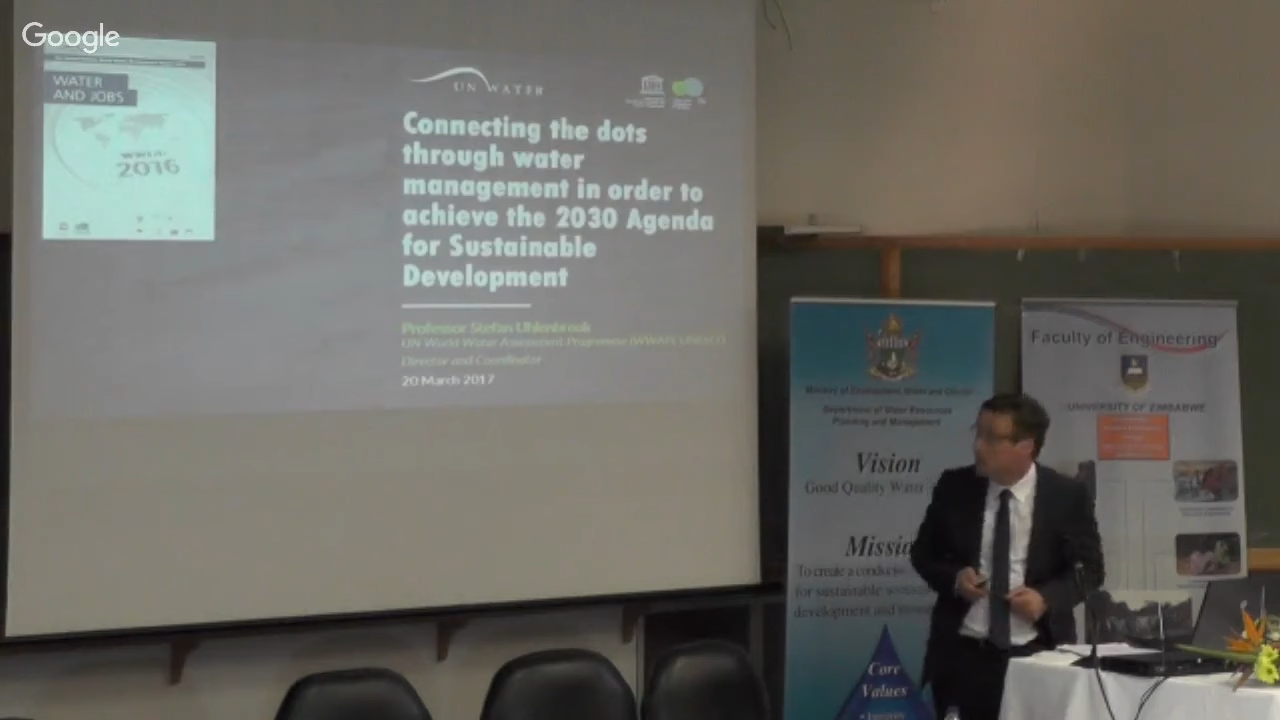 Google
WATER
AND JOBS
2016
UN WATER
Connecting the dots
through water
management in order to
achieve the 2030 Agenda
for Sustainable
Development
Professor Stefan Uhlenbrook
UN World Water Assessment Programme (WWAP), UNESCO
Director and Coordinator
20 March 2017
Department of Water Resources
Planning and Management
Vision
Good Quality Water
Missio
To create a conduc
for sustainable
development and
Core
Values
Faculty of Engineering
UNIVERSITY OF ZIMBABWE